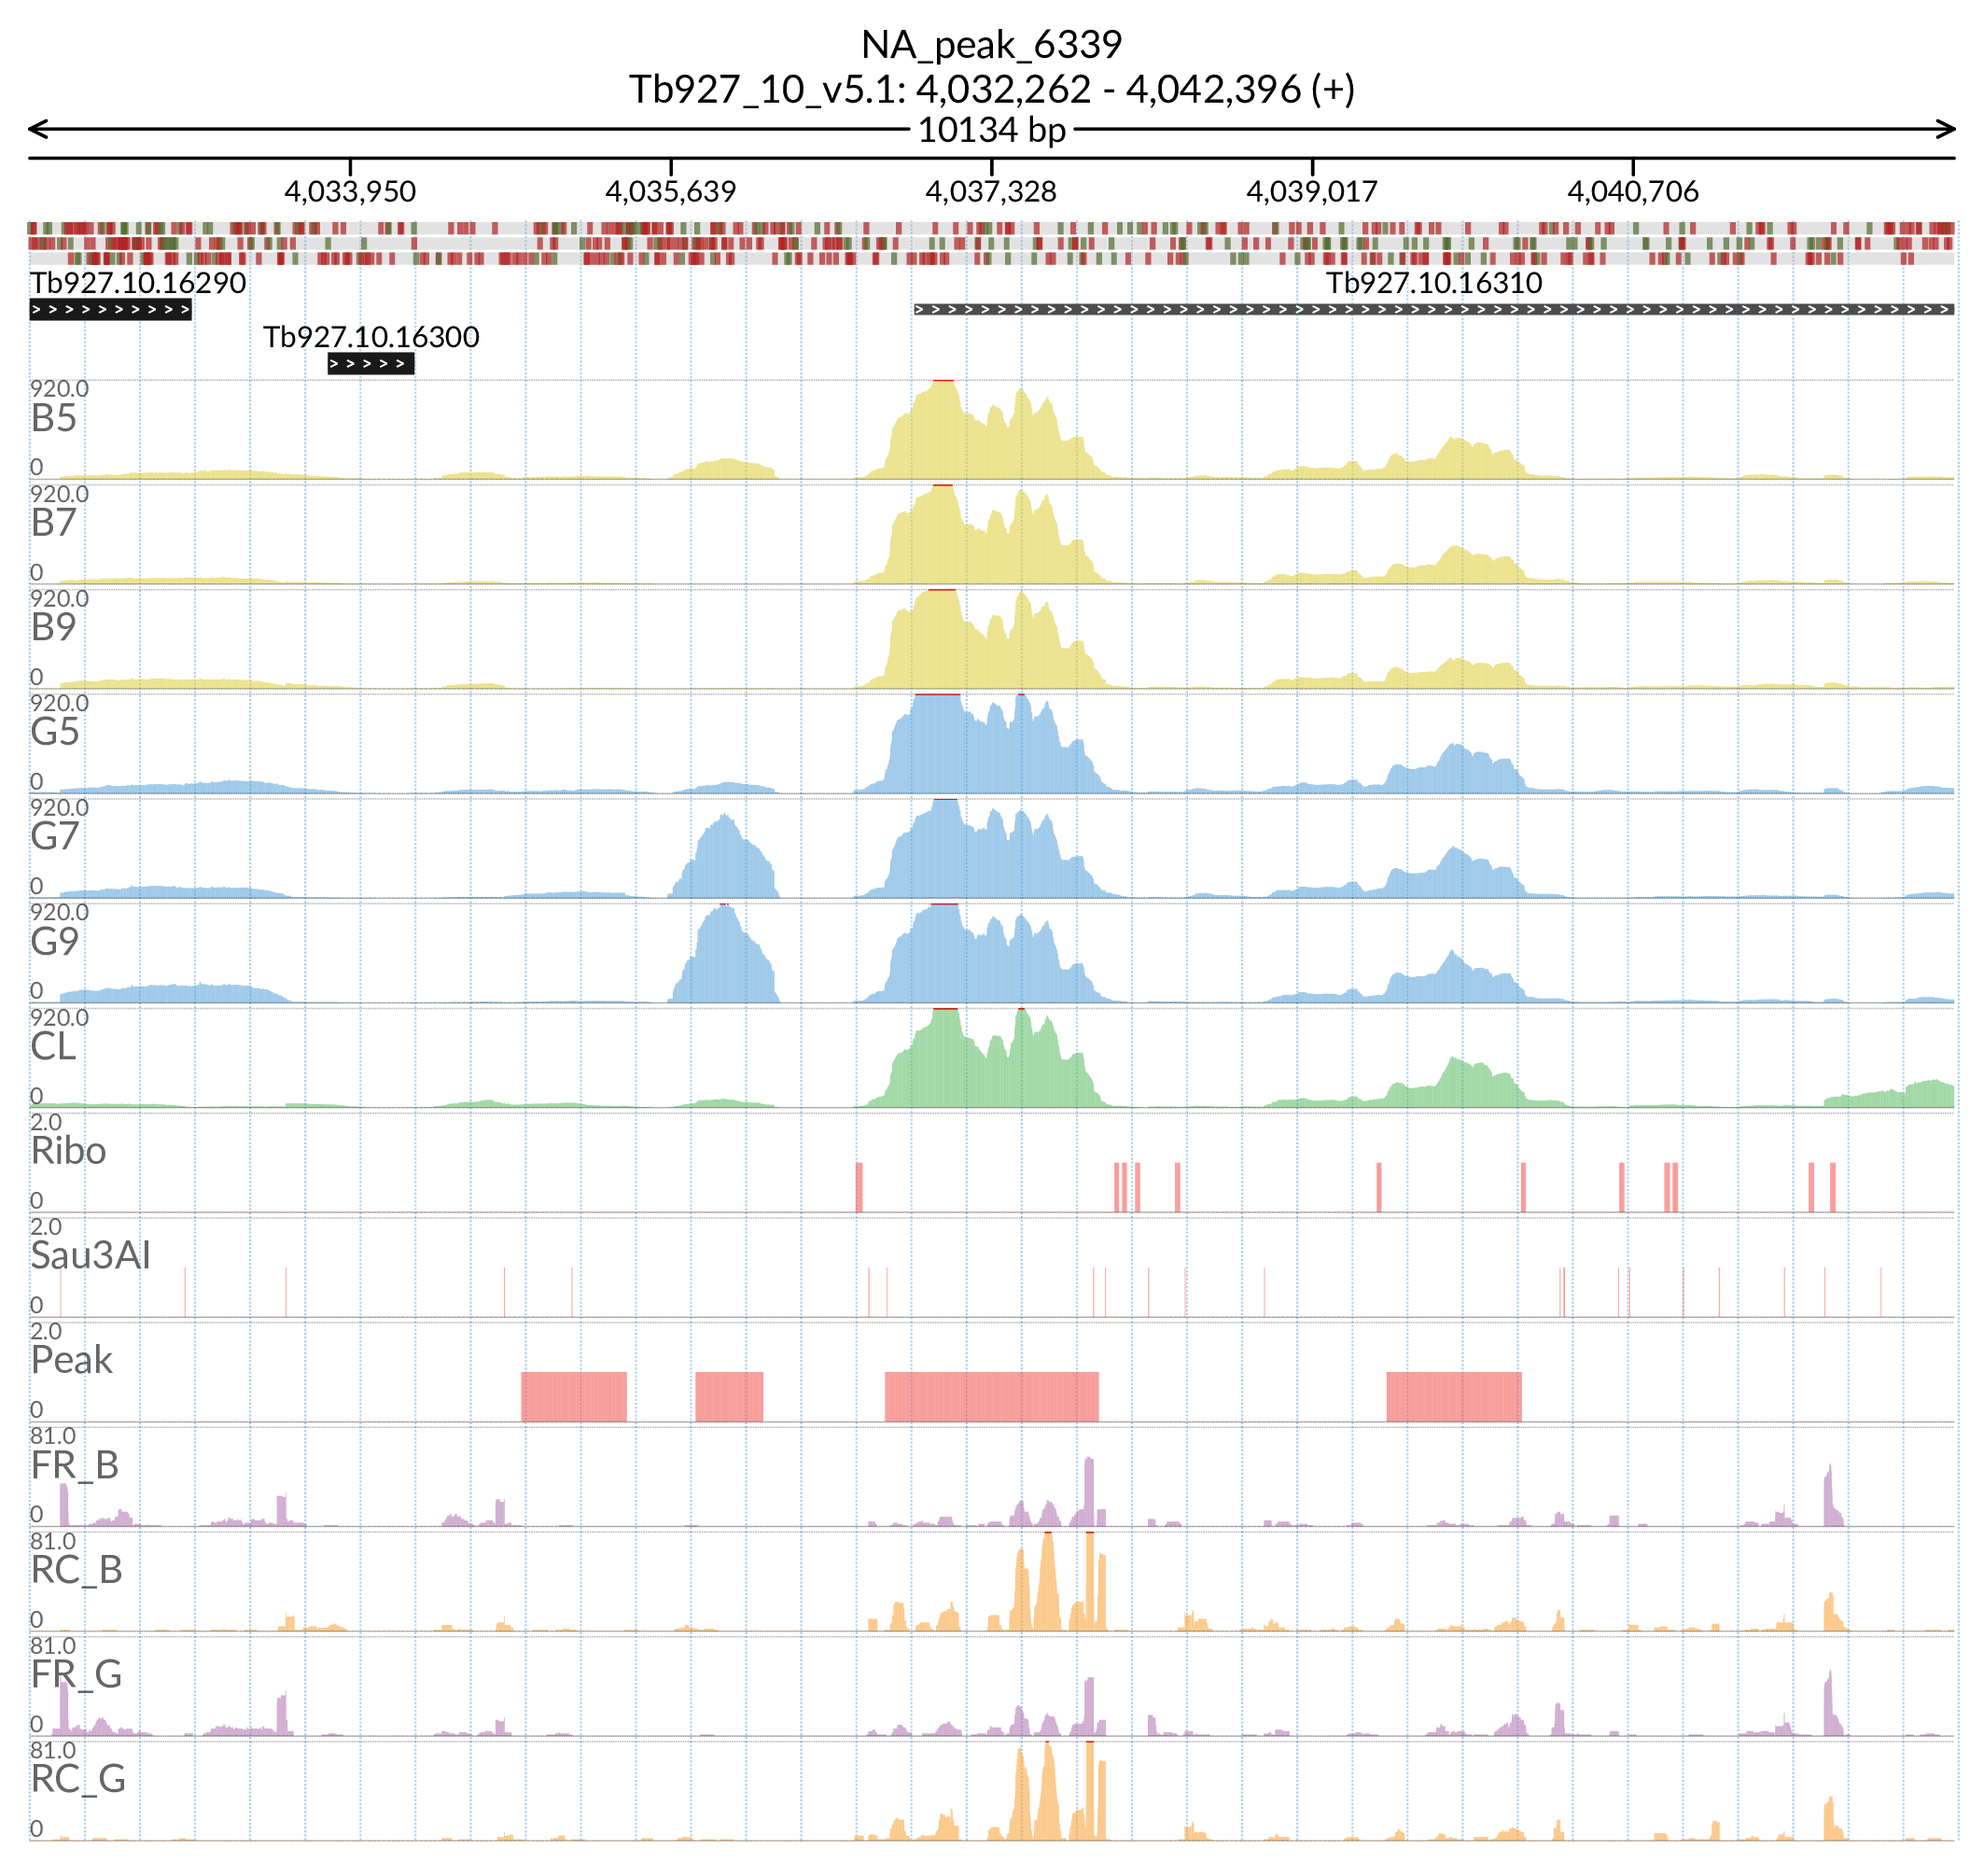 NA_peak_6339
Tb927_10_v5.1: 4,032,262 - 4,042,396 (+)
10134 bp
4,033,950 4,035,639 4,037,328 4,039,017 4,040,706
Tb927.10.16290 Tb927.10.16310
Tb927.10.16300
920.0
B5
0
920.0
B7
0
920.0
B9
0
920.0
G5
0
920.0
G7
0
920.0
G9
0
920.0
CL
0
2.0
Ribo
0
2.0
Sau3AI
0
2.0
Peak
0
81.0
FR_B
0
81.0
RC_B
0
81.0
FR_G
0
81.0
RC_G
0